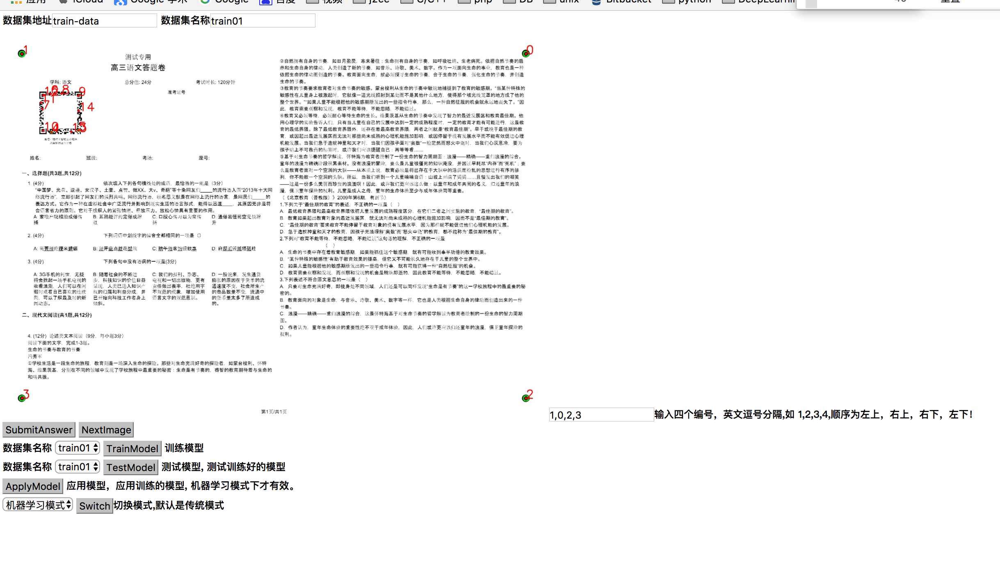 应用 iCloud Google 学术 Google 百度 视频 j2ee C/C++ php DB unix Bitbucket python
数据集地址 train-data 数据集名称 train01
1
0
测试专用
高三语文答题卷
学科: 语文 总分值: 24分 考试时长: 120分钟
准考证号
8
9
7
14
10
姓名: 班级: 考场: 座号:
一、选择题(共3题,共12分)
1. (4分) 依次填入下列各句横线处的成语，最恰当的一组是（3分）
“中国梦、光盘、逆袭、女汉子、土豪、点赞、微XX、大v、奇葩”等十条网友们____的流行语入围“2013年十大网
络流行语”，立即引起了网友们的强烈共鸣。网络流行语，顾名思义就是在网络上流行的语言，是网民们____的
表达方式。它作为一种在虚拟社会中广泛流行并影响到现实生活的语言形式，能得以迅速____，其原因无非是符
合语言省力的原则。它对于缓解人的紧张情绪、释放压力、放松心情具有重要的作用。
A: 家喻户晓相沿成俗传播
B: 耳熟能详约定俗成蹿红
C: 口授心传习以为常传扬
D: 通俗易懂司空见惯蹿升
2. (4分) 下列词语中划线字的读音全都相同的一项是（）
3. (4分) 下列各句中没有语病的一项是(3分)
A: 3G手机的问世，无疑
将会掀起一场手机电视的
收看浪潮，人们可以在闲
暇时观看自己喜欢的连续
剧，可以了解最及时的新
闻动态。
B: 随着社会的不断进
步，科技知识的价值日益
显现，人类已进入知识产
权的归属和利益分成，并
已开始向科技工作者身上
倾斜。
C: 我们的报刊、杂志、
电视和一切出版物，更有
责任做出表率，杜绝用字
不规范的现象，增加使用
语言文字的规范意识。
D: 一般说来，发生通货
膨胀的原因在于货币的流
通速度不变，社会所生产
的商品数量不变，流通中
的货币量太多了所造成
的。
二、现代文阅读(共1题,共12分)
4. (12分) 论述类文本阅读（9分，每小题3分）
阅读下面的文字，完成1-3题。
生命的节奏与教育的节奏
冯秀军
①学校生活是一段生命的旅程，教育则是一场深入生命的探险。那些对生命充满好奇的探险者，如蒙台梭利、怀特
海、维果茨基，分别在不同的领域中发现了学校旅程中最重要的秘密：生命是有节奏的，睿智的教育期待着与生命的
和鸣共振。
②自然拥有自身的节奏，如日月盈昃，寒来暑往；生命拥有自身的节奏，如呼吸吐纳、生老病死。依据自然节奏的启
示和生命自身的律动，人类创造了新的节奏，如音乐、诗歌、美术、数字。作为一项面向生命的事业，教育也是一种
依据生命的律动而创造的节奏。教育面向生命，就必须探寻生命的节奏，合于生命的节奏，强化生命的节奏，并创造
生命的节奏。
③教育的节奏要求教育者对生命节奏的敏感。蒙台梭利从生命的节奏中敏锐地捕捉到了教育的敏感期。“当某种特殊的
敏感性在儿童身上被激起时，它就像一道光线照射到某处而不是其他什么地方，使得那个被光线笼罩的地方成了他的
整个世界。”“如果儿童不能根据他的敏感期所发出的一些指令行事，那么，一种自然征服的机会就永远地丧失了。”因
此，教育需要观察和发现，教育不能等待，不能忽略，不能错过。
④教育又必须等待，必须耐心等待生命的生长。维果茨基从生命的节奏中发现了智力的最近发展区和教育最佳期。他
用心理学的实验告诉人们，只有当儿童在自己的发展中达到一定的成熟程度时，一定的教育才能有可能进行，这是教
育的最低界限。除了最低教育界限外，还存在着最高教育界限，两者之间就是“教育最佳期”。早于或晚于最佳期的教
育，或因超出最近发展区而无法对那些尚未成熟的心理机能施加影响，或因停留于现有发展水平而不能有效促进心理
机能发展。当我们急于造就神童和天才时，当我们因孩子面对“奥数”一脸茫然而怒火中烧时，当我们心灰意冷，要为
孩子贴上不可救药的标签时，或许我们应该提醒自己：再等等看……
⑤基于对生命节奏的哲学解读，怀特海为教育者绘制了一份生命的智力周期图：浪漫——精确——重归浪漫的综合。
童年的浪漫为精确阶段积累素材。没有浪漫的冒险，要么是儿童被僵死的知识淹没，并因过早耗尽“内存”而“死机”；要
么是教育者面对一个空洞的大脑——从本质上说，教育必须是将已存在于大脑中的活跃而纷乱的思想进行有序的排
列，你不能教一个空洞的头脑。所以，当我们听到一个儿童喃喃自语：山坡上开满了妈妈……且慢发出我们的嘲笑
——这是一份多么美丽而珍贵的浪漫啊！因此，或许我们更应该这么做：以童年和成年共同的名义，归还童年的浪
漫，保卫童年探险的权利。儿童是成人之母，童年的生命体验至少与成年体验同等重要。
（《北京教育（普教版）》2009年第6期，有删节）
1.下列关于“最佳期的教育”的表述，不正确的一项是（ ）
A．最低教育界限和最高教育界限依据儿童发展的成熟程度区分，在它们二者之间实施的教育，“最佳期的教育”。
B．教育如果超出教育对象的最近发展区，就无法对尚未成熟的心理机能施加影响，因而不是“最佳期的教育”。
C．“最佳期的教育”要求教育不能停留于教育对象的现有发展水平，因为那样就不能促进他们心理机能的发展。
D．急于造就神童和天才的教育，因孩子无法理解“奥数”而“怒火中烧”的教育，都不能称为“最佳期的教育”。
2.下列对“教育不能等待，不能忽略，不能错过”这句话的理解，不正确的一项是
（ ）
A．生命的节奏中存在着教育敏感期，如果能抓住这个敏感期，就有可能收到事半功倍的教育效果。
B．“某种特殊的敏感性”有助于教育效果的提高，但它又不可能长久地存在于儿童的整个世界中。
C．如果儿童能根据他的敏感期所发出的一些指令行事，就有可能获得一种“自然征服”的机会。
D．教育需要观察和发现，而观察和发现的机会是稍纵即逝的，因此教育不能等待，不能忽略，不能错过。
3.下列表述不符合原文意思的一项是（ ）
A．只要对生命充满好奇，即使身处不同领域，人们还是可以同样发现“生命是有节奏”的这一学校旅程中的最重要的秘
密的。
B．教育面向的对象是生命，与音乐、诗歌、美术、数字等一样，它也是人类根据生命自身的律动而创造出来的一种
节奏。
C．浪漫——精确——重归浪漫的综合，这是怀特海基于对生命节奏的哲学解读为教育者绘制的一份生命的智力周期
图。
D．作者认为，童年生命体验的重要性绝不亚于成年体验，因此，人们或许更应该归还童年的浪漫，保卫童年探险的
权利。
3
2
第1页/共1页
1,0,2,3 输入四个编号，英文逗号分隔,如 1,2,3,4,顺序为左上，右上，右下，左下！
SubmitAnswer NextImage
数据集名称 train01 TrainModel 训练模型
数据集名称 train01 TestModel 测试模型, 测试训练好的模型
ApplyModel 应用模型，应用训练的模型, 机器学习模式下才有效。
机器学习模式 Switch 切换模式,默认是传统模式